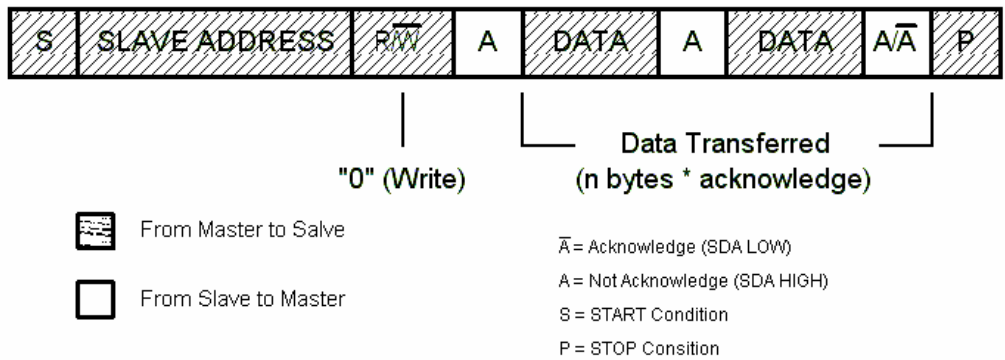 S SLAVE ADDRESS R/W̅ A DATA A DATA A/A̅ P
Data Transferred
"0" (Write) (n bytes * acknowledge)
From Master to Salve
A̅ = Acknowledge (SDA LOW)
A = Not Acknowledge (SDA HIGH)
From Slave to Master
S = START Condition
P = STOP Consition